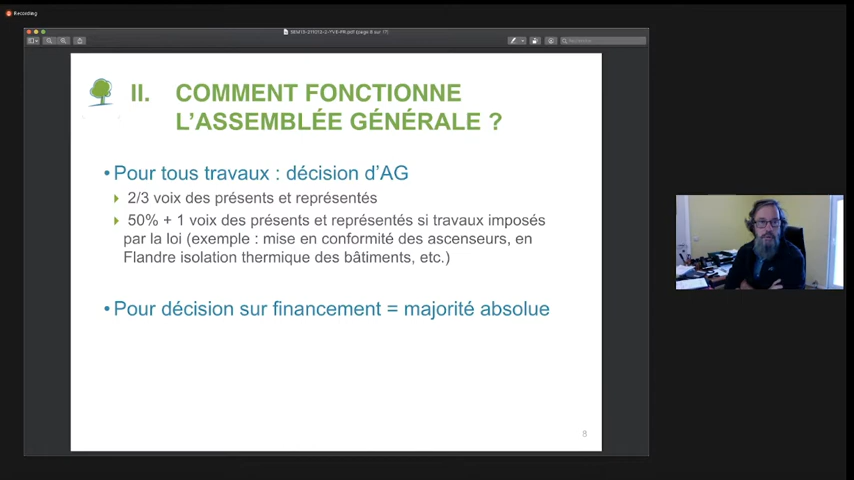 Recording
II. COMMENT FONCTIONNE
L'ASSEMBLÉE GÉNÉRALE ?
•Pour tous travaux : décision d'AG
2/3 voix des présents et représentés
50% + 1 voix des présents et représentés si travaux imposés
par la loi (exemple : mise en conformité des ascenseurs, en
Flandre isolation thermique des bâtiments, etc.)
•Pour décision sur financement = majorité absolue
8